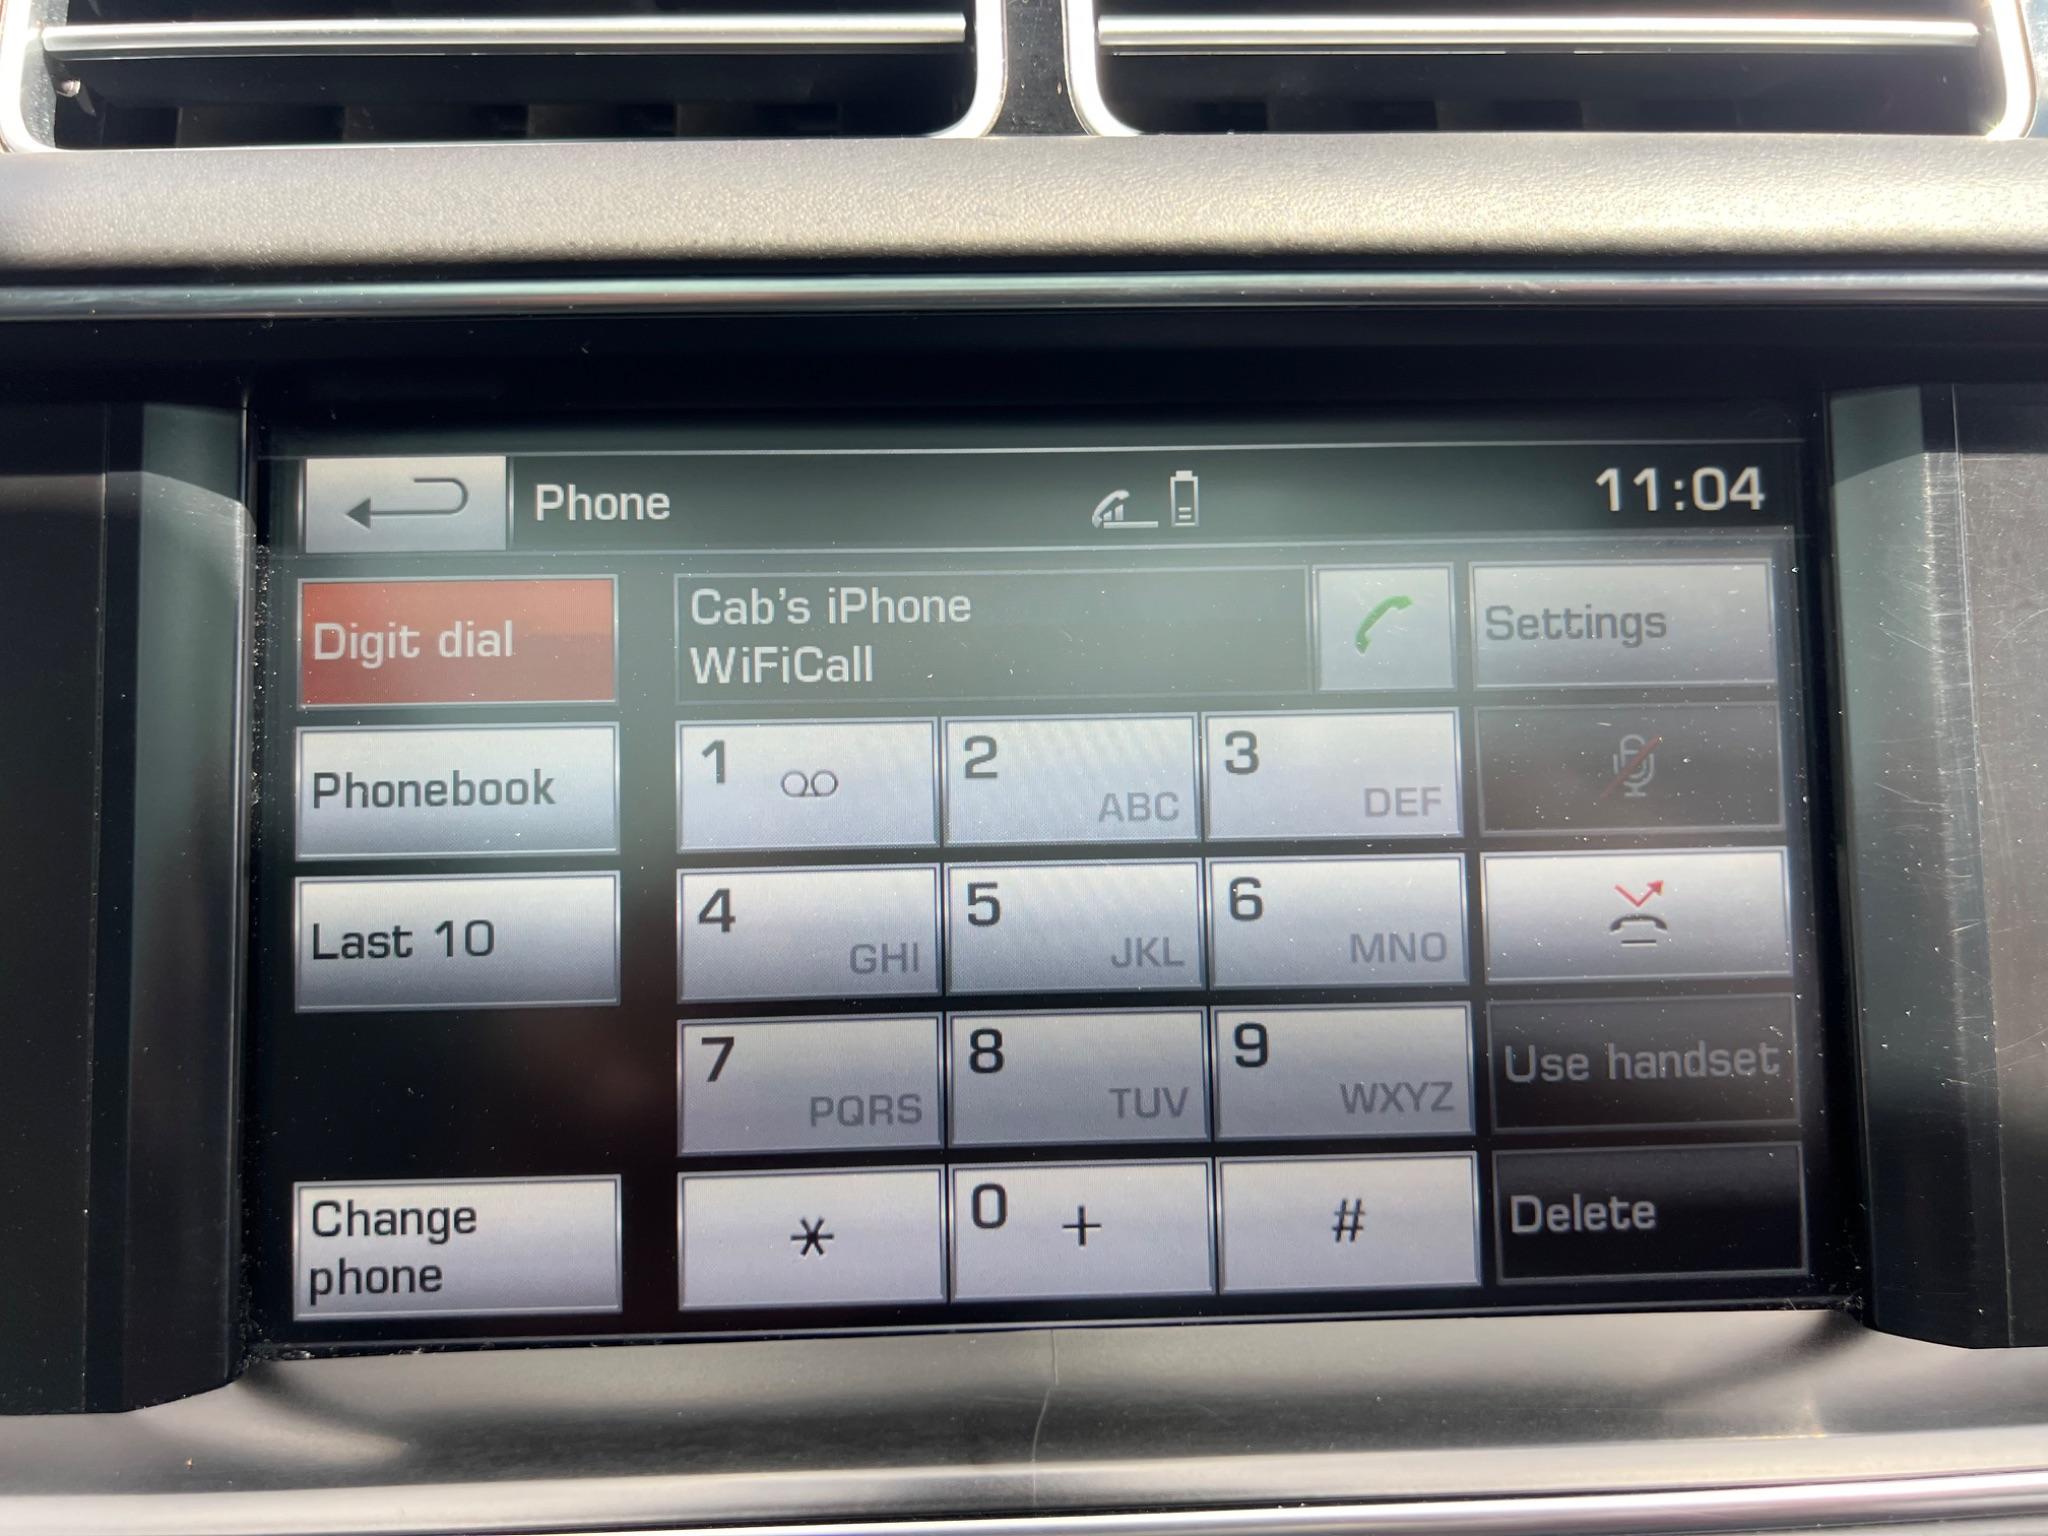 Phone
11:04
Digit dial
Cab's iPhone
WiFiCall
Settings
Phonebook
1
2 ABC
3 DEF
Last 10
4 GHI
5 JKL
6 MNO
7 PQRS
8 TUV
9 WXYZ
Use handset
Change
phone
*
0 +
#
Delete